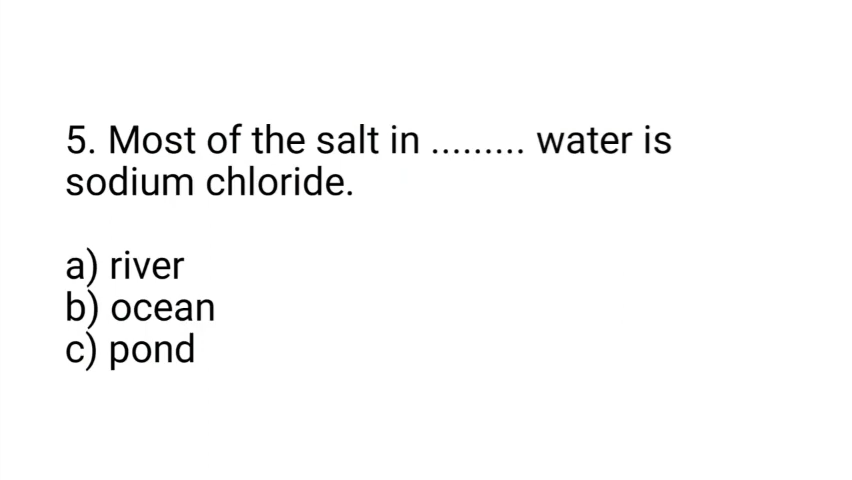 5. Most of the salt in ......... water is
sodium chloride.
a) river
b) ocean
c) pond